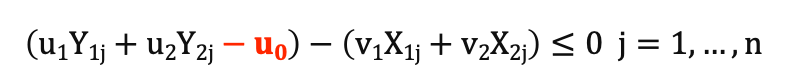 (u₁Y₁ⱼ + u₂Y₂ⱼ − u₀) − (v₁X₁ⱼ + v₂X₂ⱼ) ≤ 0 j = 1, …, n